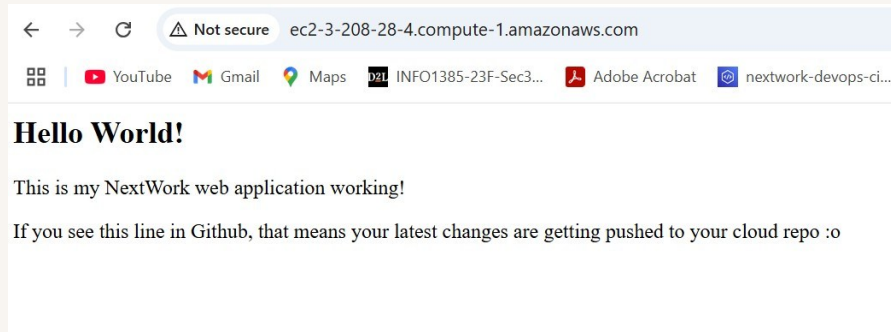 Not secure ec2-3-208-28-4.compute-1.amazonaws.com
YouTube Gmail Maps D2L INFO1385-23F-Sec3... Adobe Acrobat nextwork-devops-ci...
Hello World!
This is my NextWork web application working!
If you see this line in Github, that means your latest changes are getting pushed to your cloud repo :o